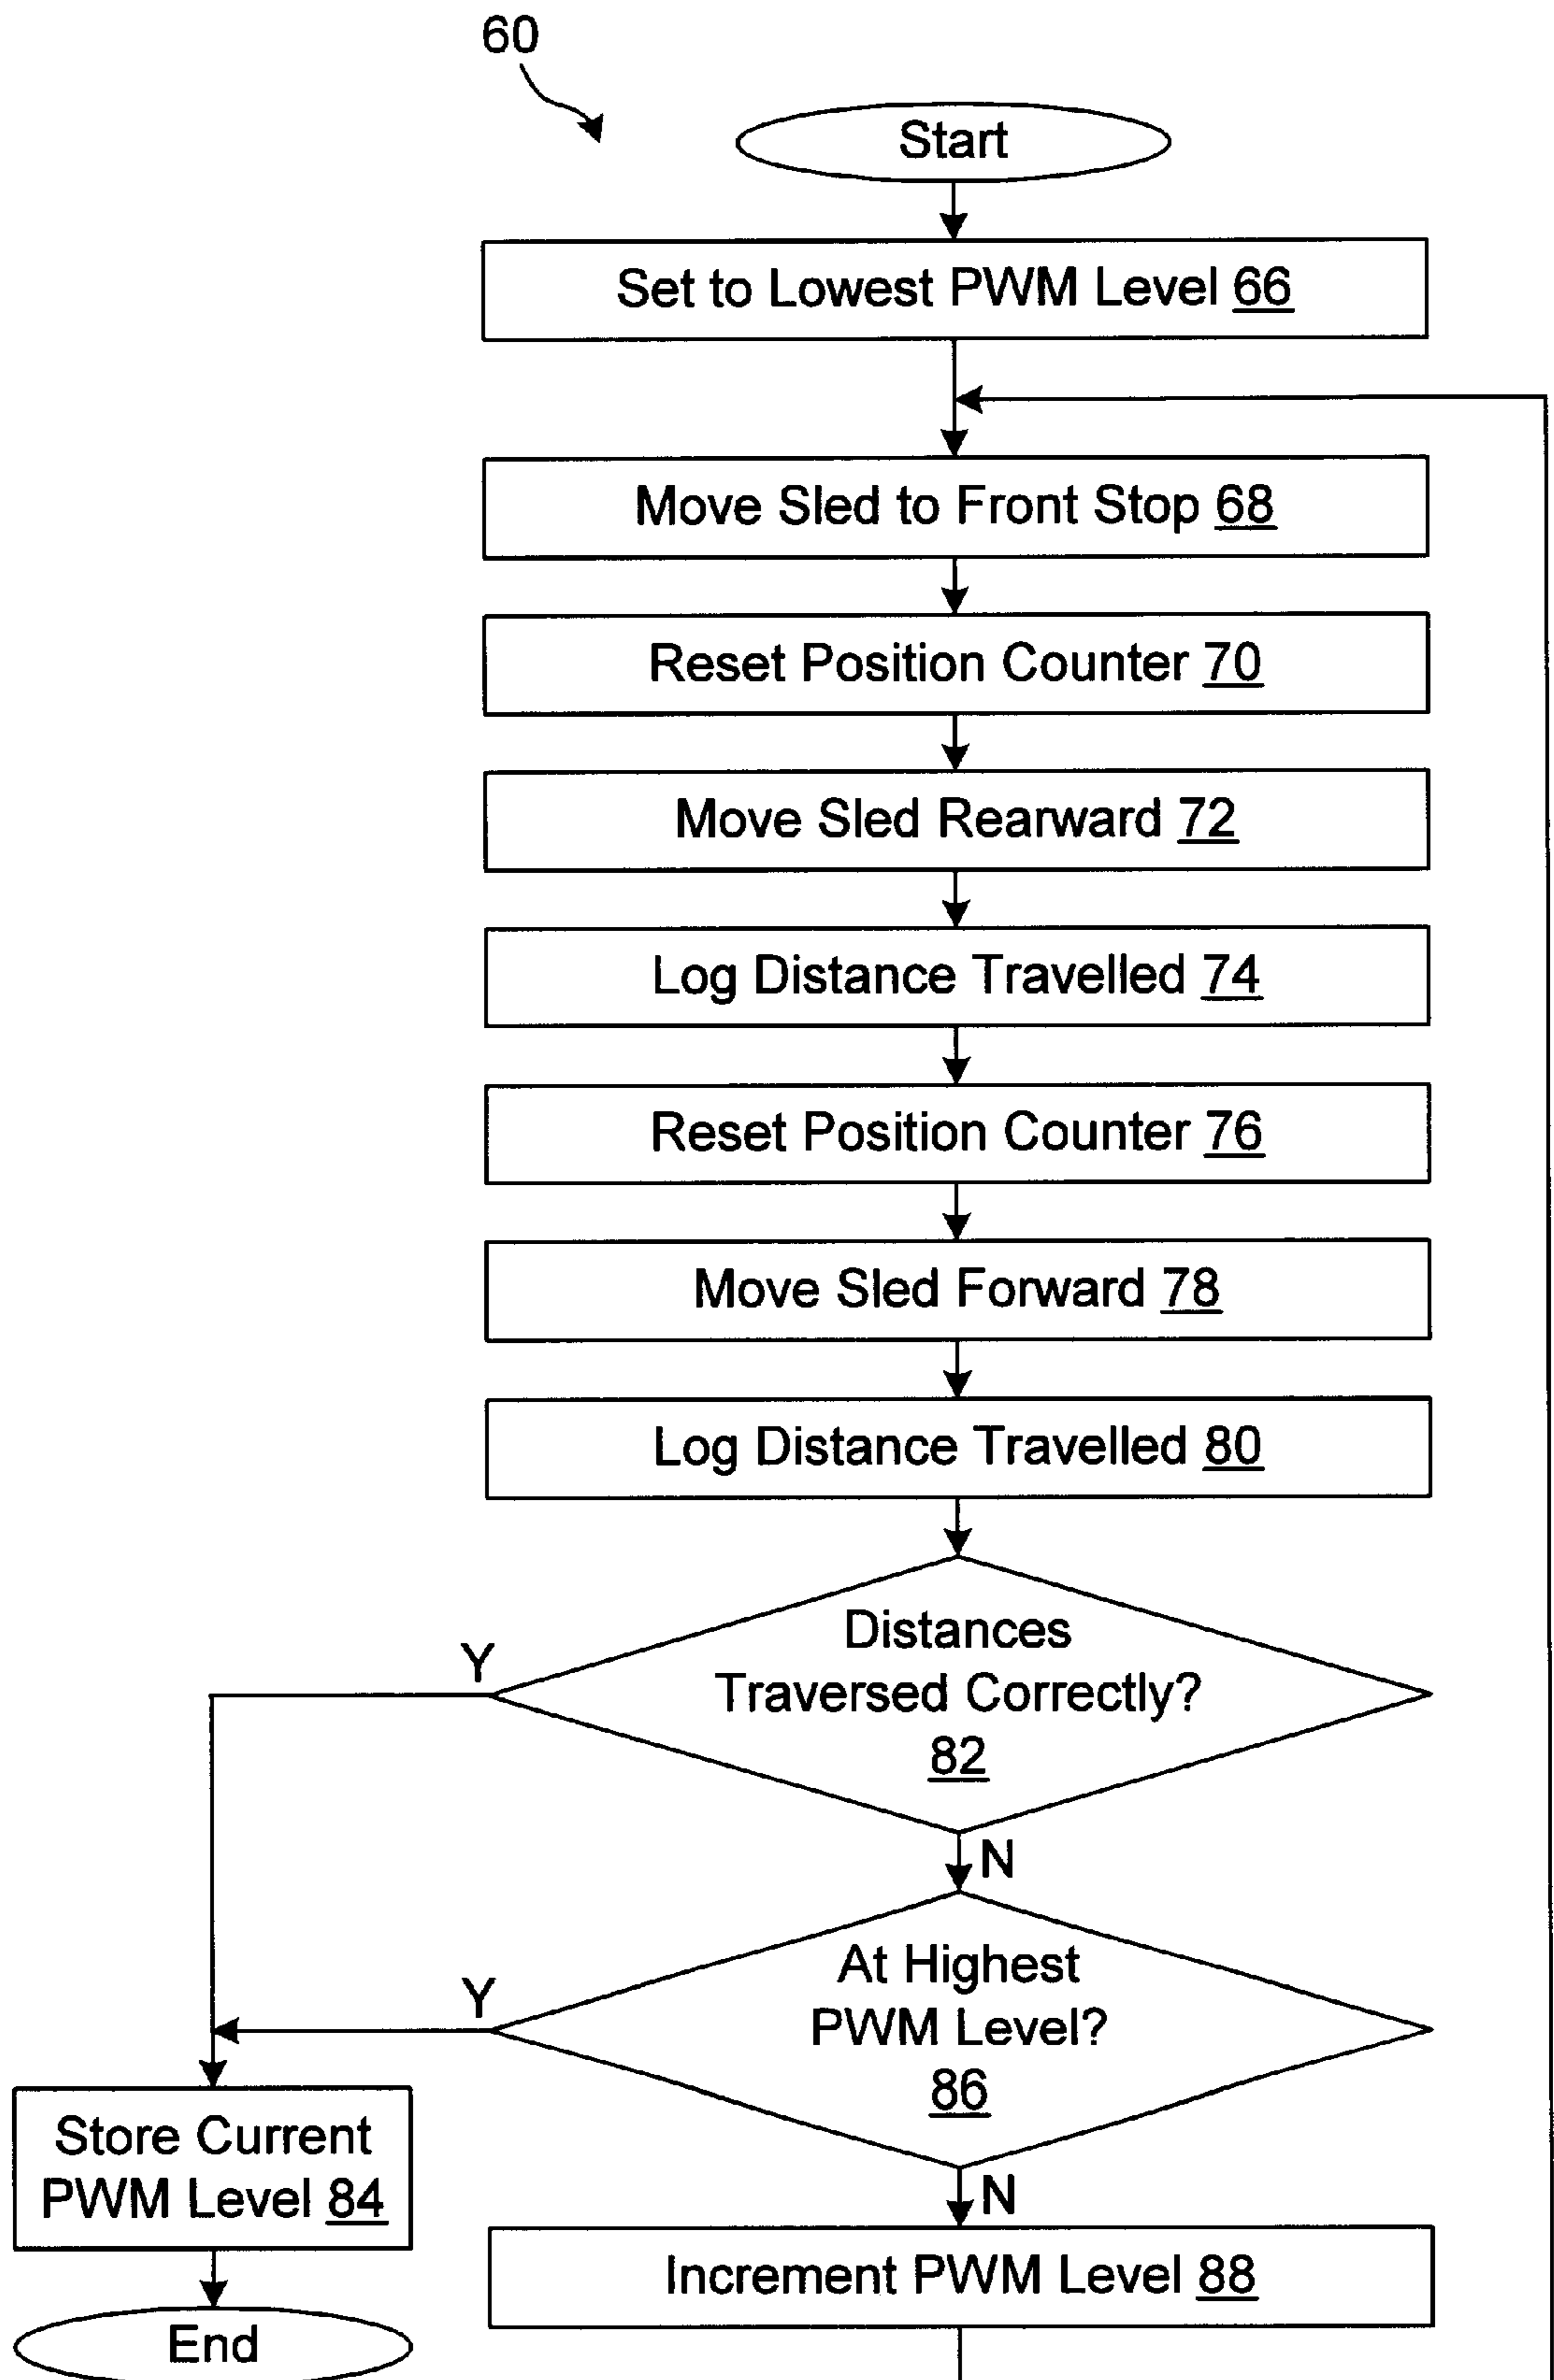 60
Start
Set to Lowest PWM Level 66
Move Sled to Front Stop 68
Reset Position Counter 70
Move Sled Rearward 72
Log Distance Travelled 74
Reset Position Counter 76
Move Sled Forward 78
Log Distance Travelled 80
Distances
Traversed Correctly?
82
Y
N
At Highest
PWM Level?
86
Y
N
Store Current
PWM Level 84
Increment PWM Level 88
End